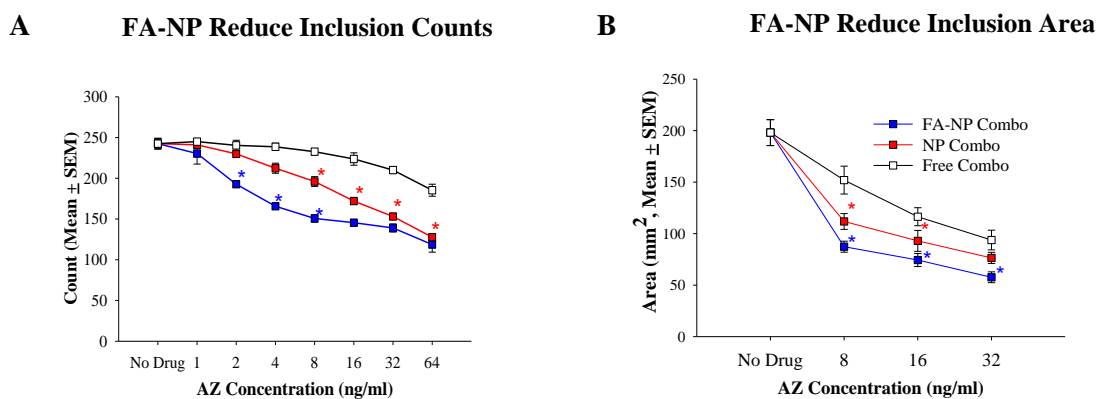 A
FA-NP Reduce Inclusion Counts
Count (Mean ± SEM)
300
250
200
150
100
50
0
*
*
*
*
*
*
*
No Drug 1 2 4 8 16 32 64
AZ Concentration (ng/ml)
B
FA-NP Reduce Inclusion Area
Area (mm², Mean ± SEM)
250
200
150
100
50
0
FA-NP Combo
NP Combo
Free Combo
*
*
*
*
*
No Drug 8 16 32
AZ Concentration (ng/ml)